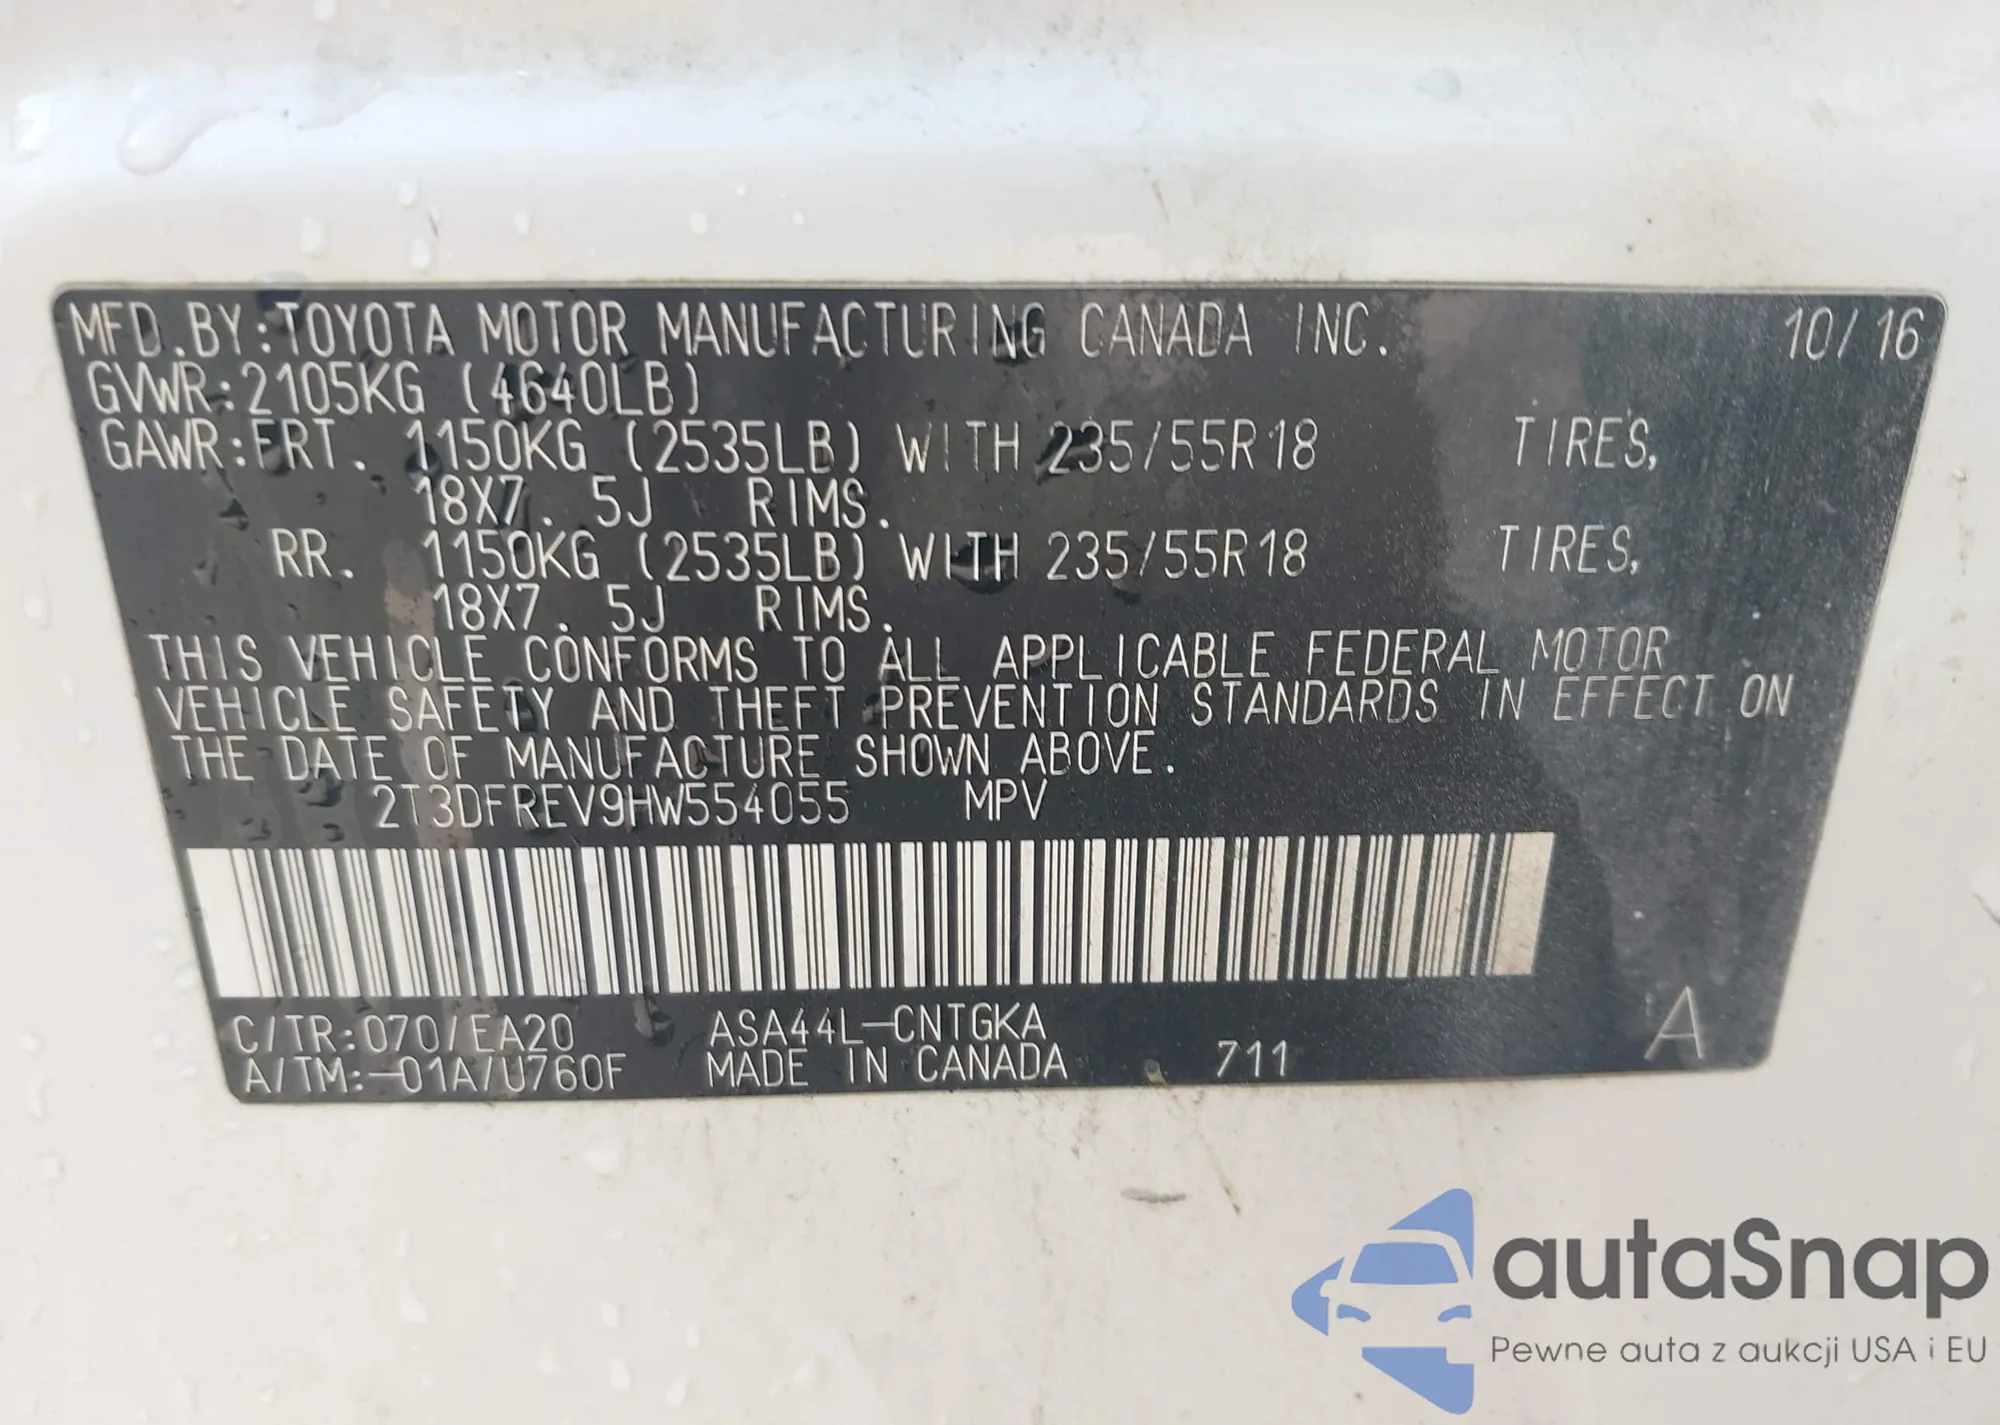 MFD.BY:TOYOTA MOTOR MANUFACTURING CANADA INC. 10/16
GVWR:2105KG (4640LB)
GAWR:FRT. 1150KG (2535LB) WITH 235/55R18 TIRES,
18X7. 5J RIMS.
RR. 1150KG (2535LB) WITH 235/55R18 TIRES,
18X7. 5J RIMS.
THIS VEHICLE CONFORMS TO ALL APPLICABLE FEDERAL MOTOR
VEHICLE SAFETY AND THEFT PREVENTION STANDARDS IN EFFECT ON
THE DATE OF MANUFACTURE SHOWN ABOVE.
2T3DFREV9HW554055 MPV
C/TR:070/EA20 ASA44L-CNTGKA
A/TM:-01A/U760F MADE IN CANADA 711 A
autaSnap
Pewne auta z aukcji USA i EU